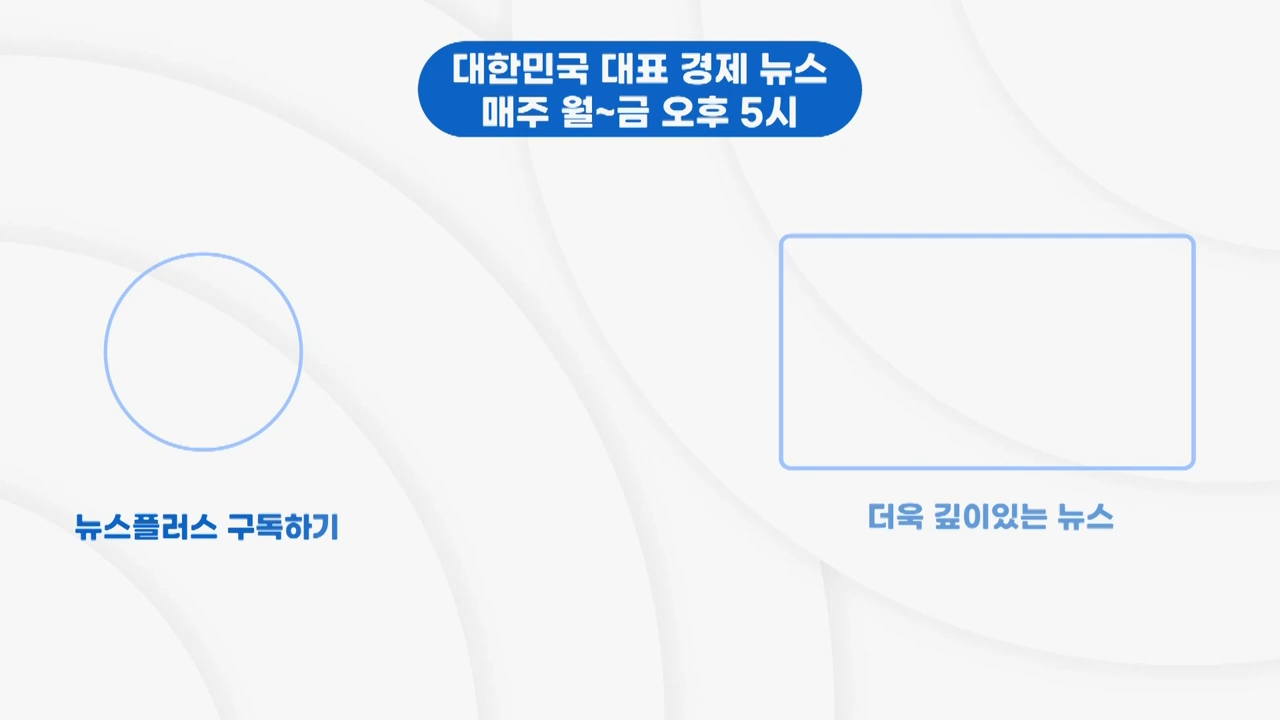 대한민국 대표 경제 뉴스
매주 월~금 오후 5시
뉴스플러스 구독하기
더욱 깊이있는 뉴스